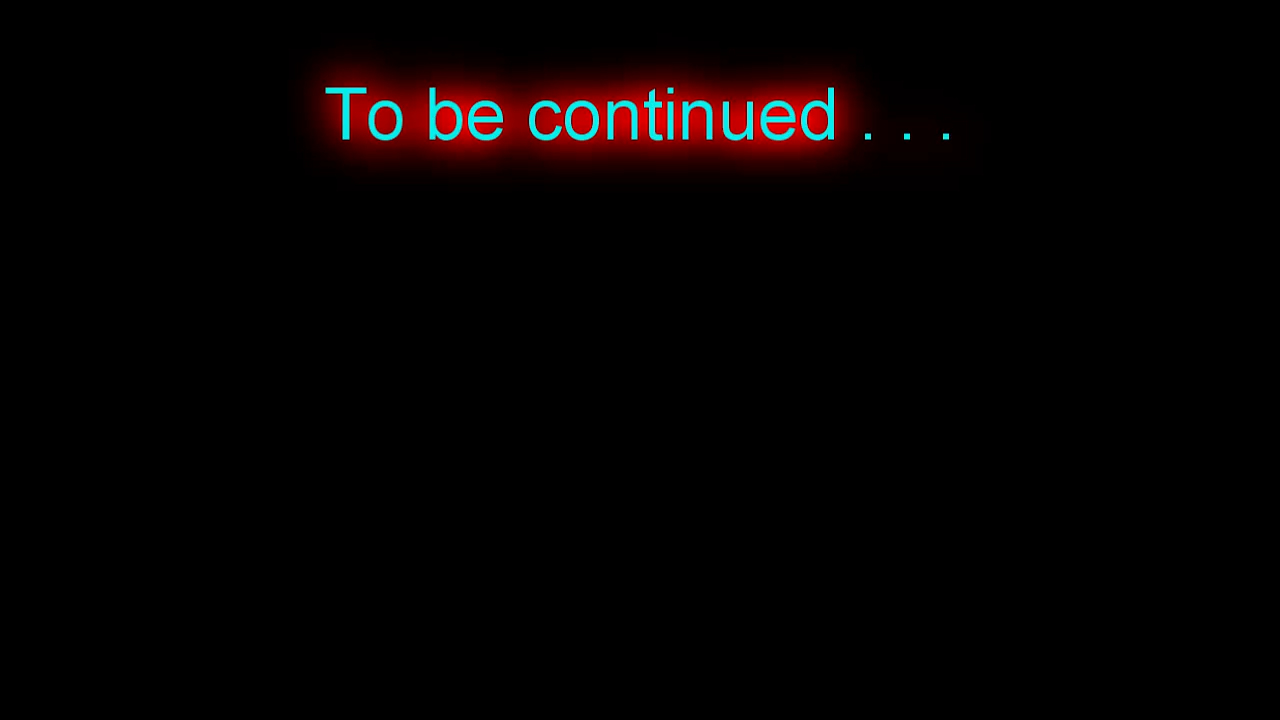 To be continued . . .